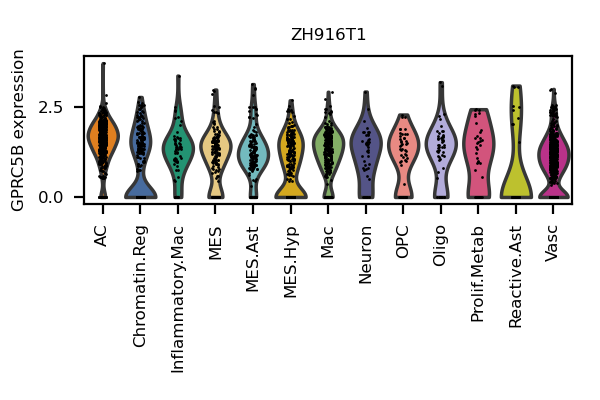 ZH916T1
GPRC5B expression
2.5
0.0
AC
Chromatin.Reg
Inflammatory.Mac
MES
MES.Ast
MES.Hyp
Mac
Neuron
OPC
Oligo
Prolif.Metab
Reactive.Ast
Vasc